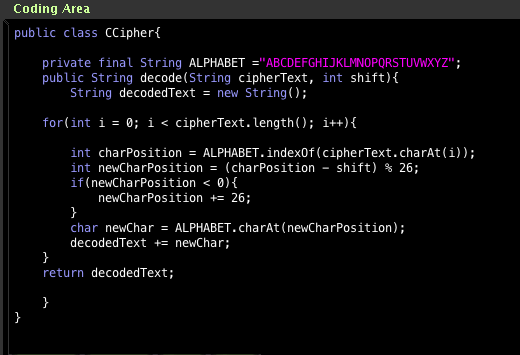 Coding Area
public class CCipher{
private final String ALPHABET ="ABCDEFGHIJKLMNOPQRSTUVWXYZ";
public String decode(String cipherText, int shift){
String decodedText = new String();
for(int i = 0; i < cipherText.length(); i++){
int charPosition = ALPHABET.indexOf(cipherText.charAt(i));
int newCharPosition = (charPosition - shift) % 26;
if(newCharPosition < 0){
newCharPosition += 26;
}
char newChar = ALPHABET.charAt(newCharPosition);
decodedText += newChar;
}
return decodedText;
}
}